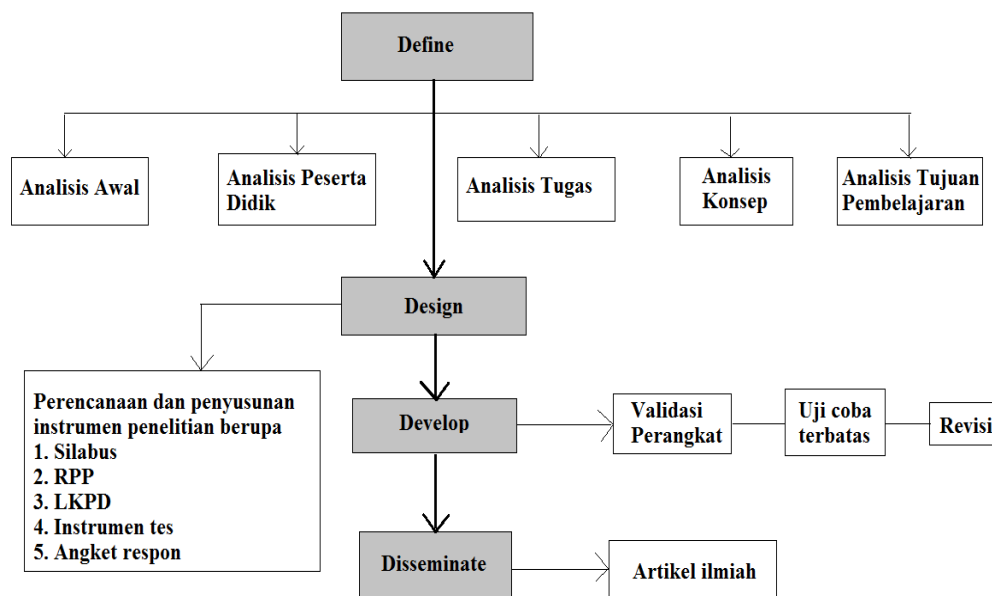 Define
Analisis Awal
Analisis Peserta
Didik
Analisis Tugas
Analisis
Konsep
Analisis Tujuan
Pembelajaran
Design
Perencanaan dan penyusunan
instrumen penelitian berupa
1. Silabus
2. RPP
3. LKPD
4. Instrumen tes
5. Angket respon
Develop
Validasi
Perangkat
Uji coba
terbatas
Revisi
Disseminate
Artikel ilmiah